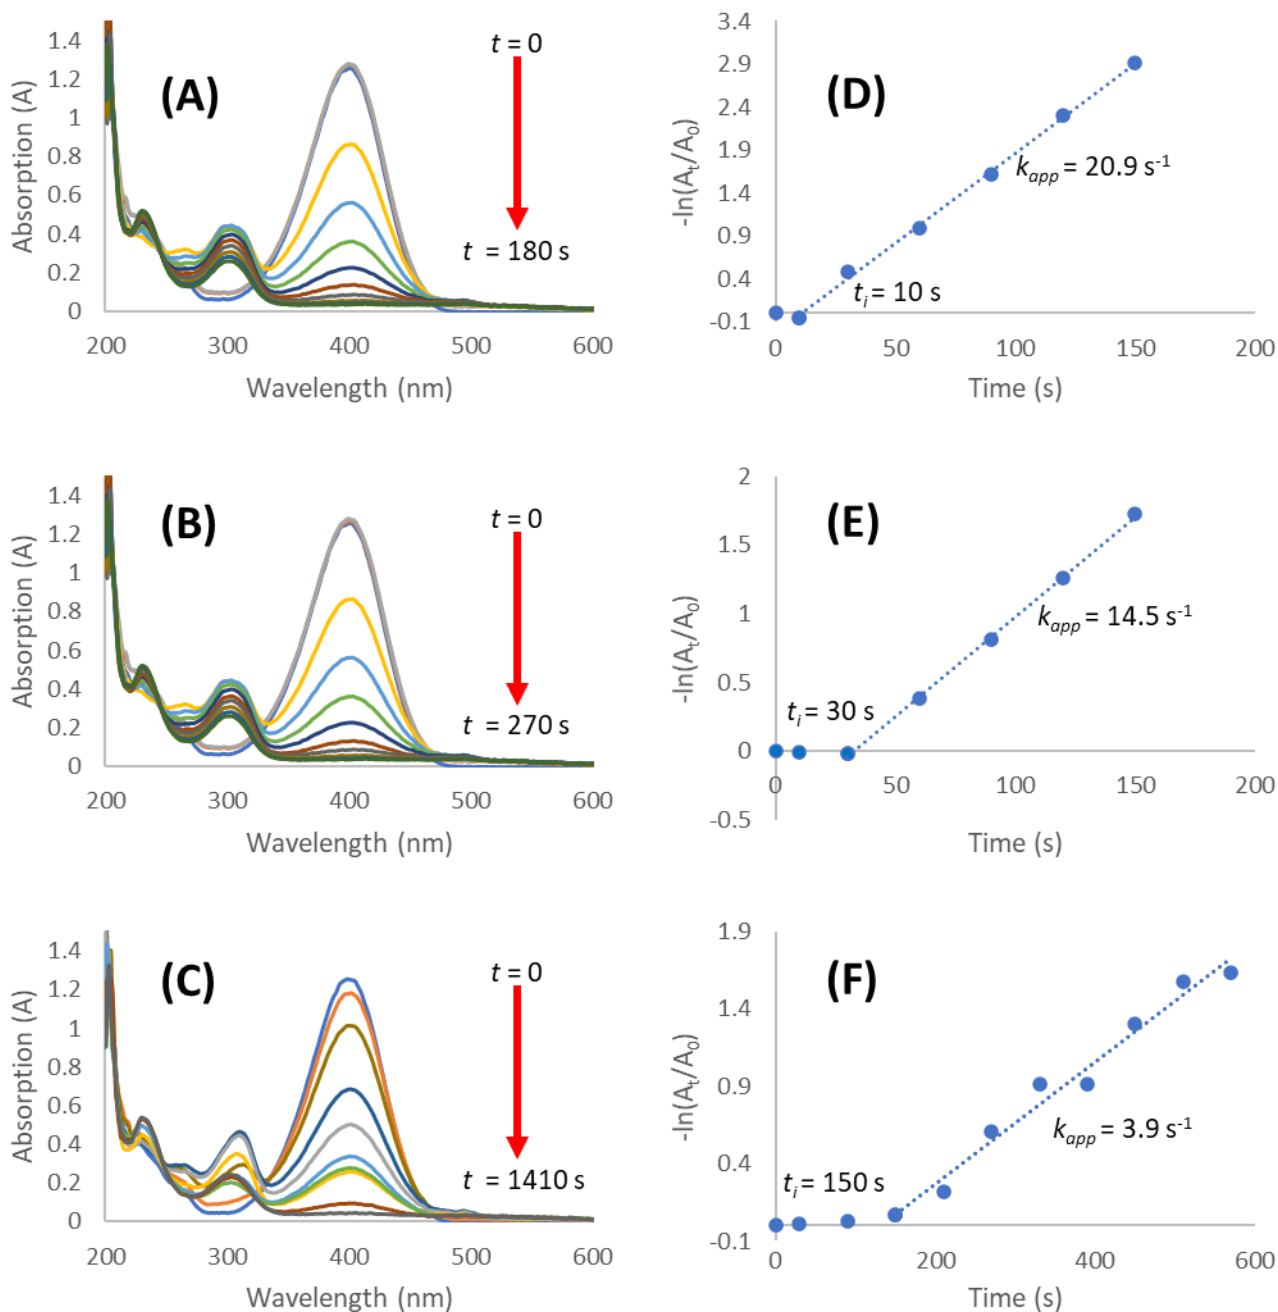 1.4
1.2
1
0.8
0.6
0.4
0.2
0
Absorption (A)
(A)
t = 0
t = 180 s
200 300 400 500 600
Wavelength (nm)
3.4
2.9
2.4
1.9
1.4
0.9
0.4
-0.1
-ln(At/A0)
(D)
kapp = 20.9 s-1
ti = 10 s
0 50 100 150 200
Time (s)
1.4
1.2
1
0.8
0.6
0.4
0.2
0
Absorption (A)
(B)
t = 0
t = 270 s
200 300 400 500 600
Wavelength (nm)
2
1.5
1
0.5
0
-0.5
-ln(At/A0)
(E)
kapp = 14.5 s-1
ti = 30 s
0 50 100 150 200
Time (s)
1.4
1.2
1
0.8
0.6
0.4
0.2
0
Absorption (A)
(C)
t = 0
t = 1410 s
200 300 400 500 600
Wavelength (nm)
1.9
1.4
0.9
0.4
-0.1
-ln(At/A0)
(F)
kapp = 3.9 s-1
ti = 150 s
0 200 400 600
Time (s)